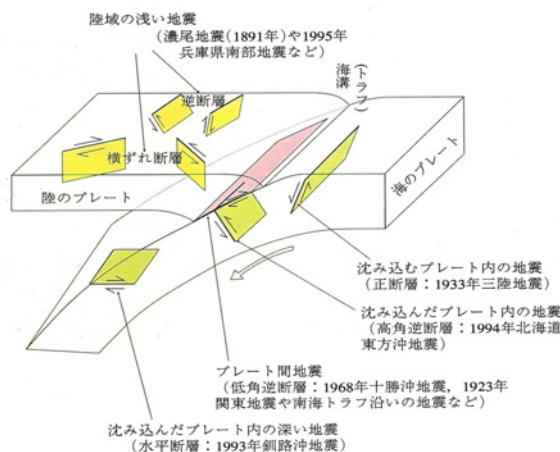 陸域の浅い地震
(濃尾地震(1891年)や1995年
兵庫県南部地震など)
海溝
(トラフ)
逆断層
横ずれ断層
陸のプレート
海のプレート
沈み込むプレート内の地震
(正断層:1933年三陸地震)
沈み込んだプレート内の地震
(高角逆断層:1994年北海道
東方沖地震)
プレート間地震
(低角逆断層:1968年十勝沖地震,1923年
関東地震や南海トラフ沿いの地震など)
沈み込んだプレート内の深い地震
(水平断層:1993年釧路沖地震)